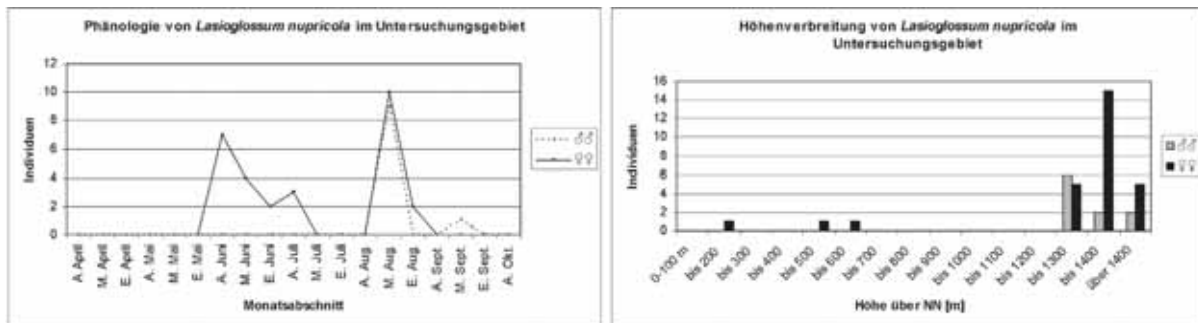 Phänologie von Lasioglossum nupricola im Untersuchungsgebiet
12
10
8
6
4
2
0
Individuen
♂♂
♀♀
A. April
M. April
E. April
A. Mai
M. Mai
E. Mai
A. Juni
M. Juni
E. Juni
A. Juli
M. Juli
E. Juli
A. Aug.
M. Aug.
E. Aug.
A. Sept.
M. Sept.
E. Sept.
A. Okt.
Monatsabschnitt
Höhenverbreitung von Lasioglossum nupricola im
Untersuchungsgebiet
16
14
12
10
8
6
4
2
0
Individuen
♂♂
♀♀
0-100 m
bis 200
bis 300
bis 400
bis 500
bis 600
bis 700
bis 800
bis 900
bis 1000
bis 1100
bis 1200
bis 1300
bis 1400
über 1400
Höhe über NN [m]